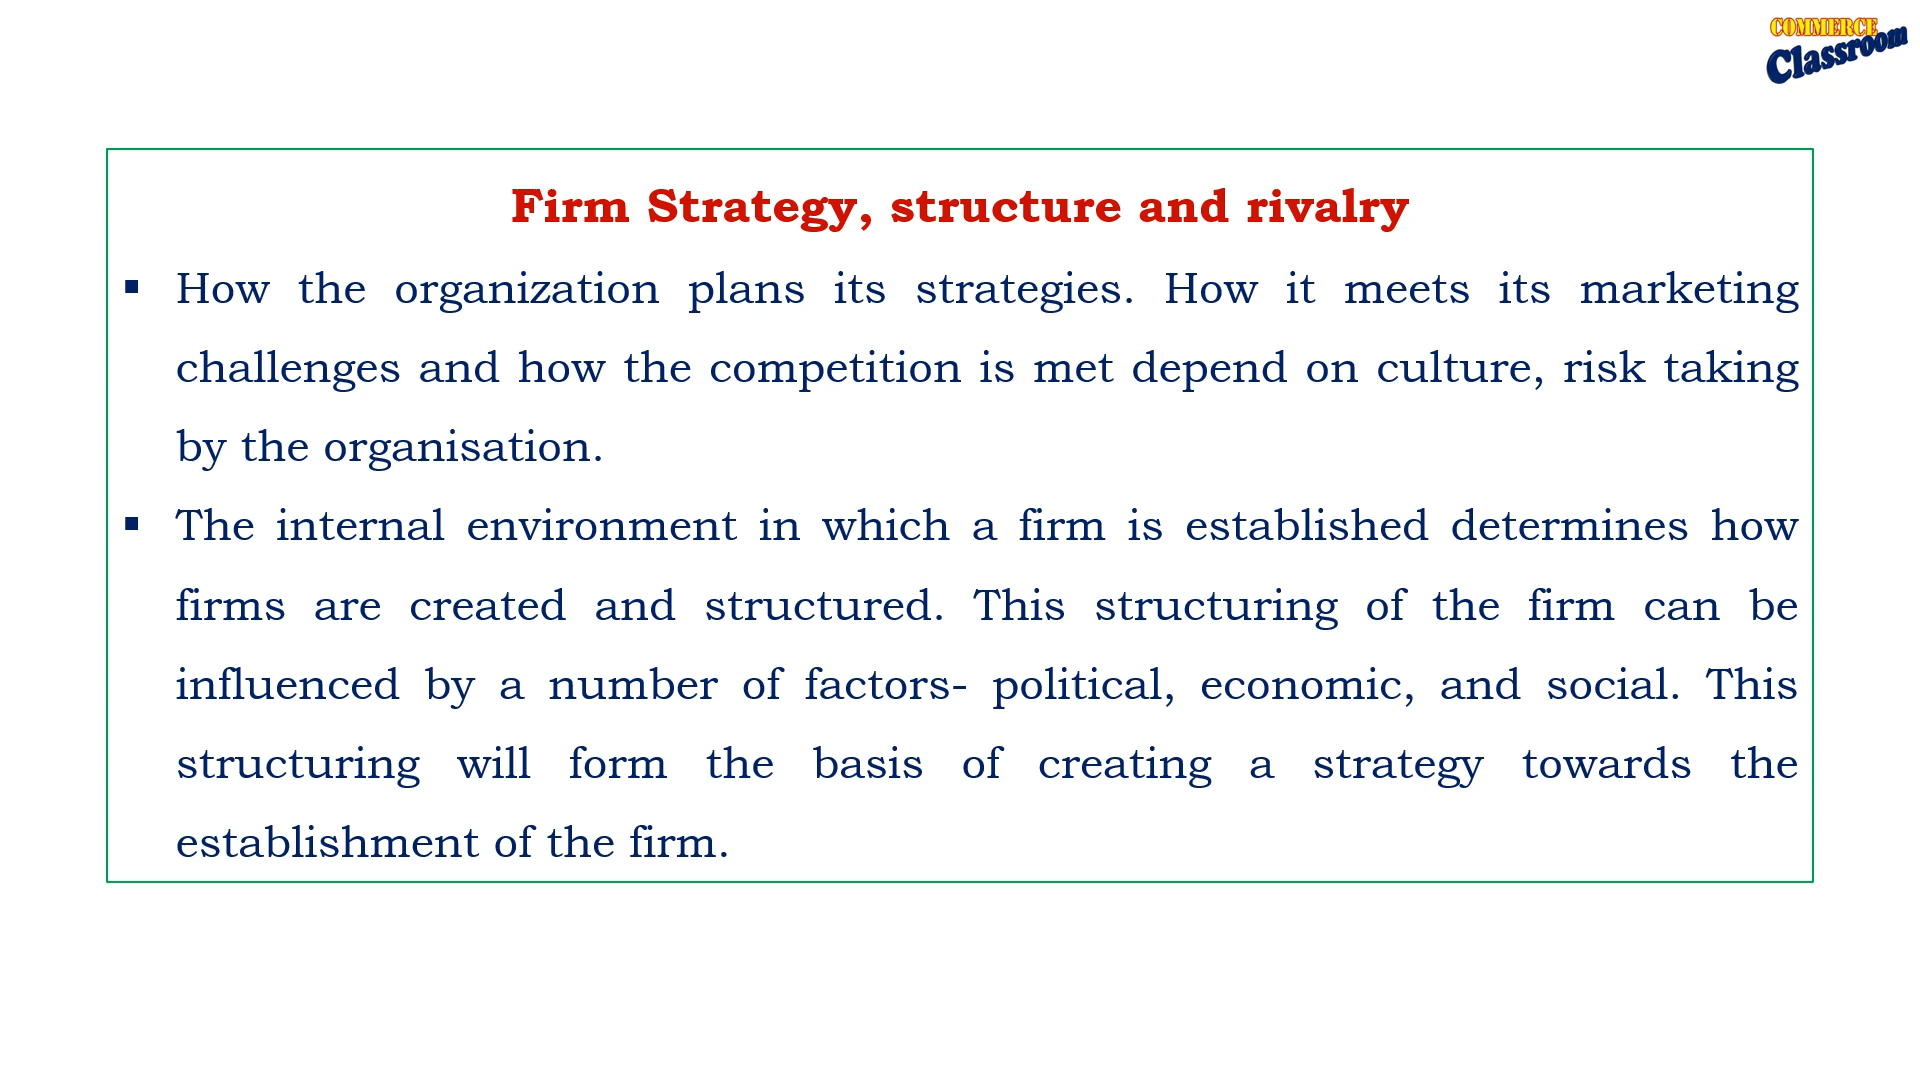 COMMERCE
Classroom
Firm Strategy, structure and rivalry
▪ How the organization plans its strategies. How it meets its marketing
challenges and how the competition is met depend on culture, risk taking
by the organisation.
▪ The internal environment in which a firm is established determines how
firms are created and structured. This structuring of the firm can be
influenced by a number of factors- political, economic, and social. This
structuring will form the basis of creating a strategy towards the
establishment of the firm.